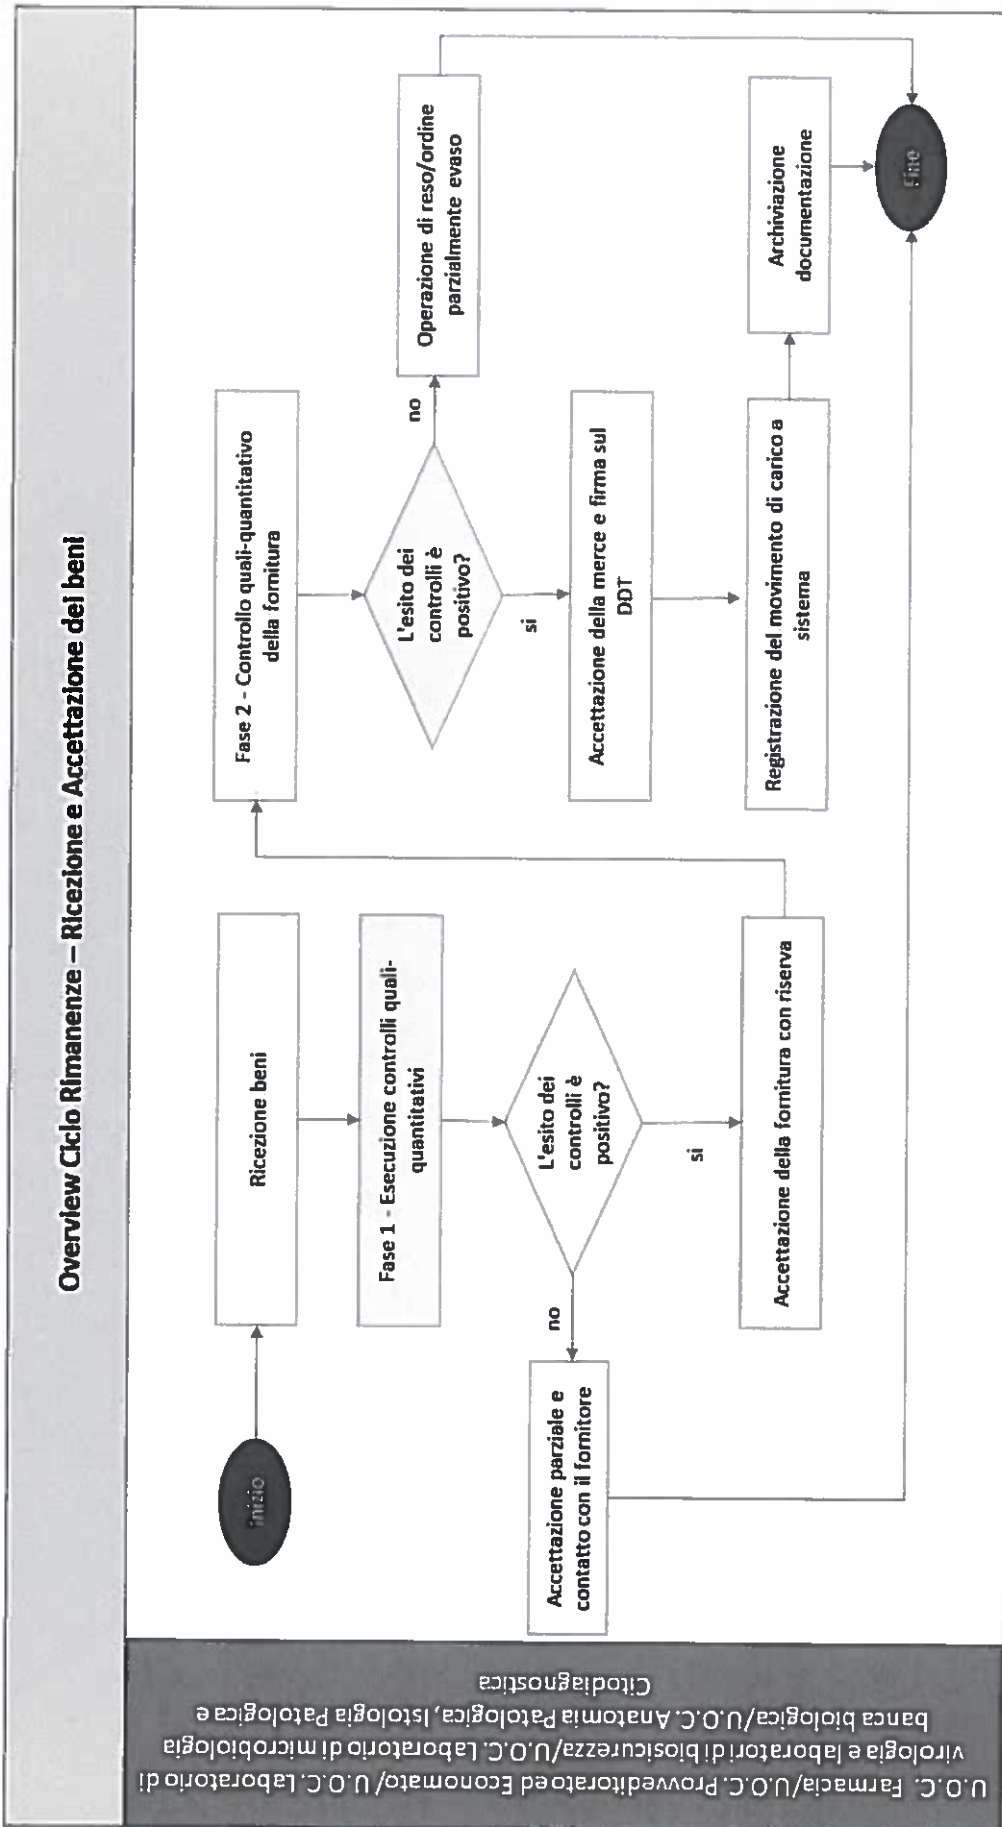 Overview Ciclo Rimanenze – Ricezione e Accettazione dei beni
U.O.C. Farmacia/U.O.C. Provveditorato ed Economato/ U.O.C. Laboratorio di
virologia e laboratori di biosicurezza/U.O.C. Laboratorio di microbiologia
banca biologica/U.O.C. Anatomia Patologica, Istologia Patologica e
Citodiagnostica
inizio
Ricezione beni
Fase 1 - Esecuzione controlli quali-
quantitativi
L'esito dei
controlli è
positivo?
no
Accettazione parziale e
contatto con il fornitore
si
Accettazione della fornitura con riserva
Fase 2 - Controllo quali-quantitativo
della fornitura
L'esito dei
controlli è
positivo?
no
Operazione di reso/ordine
parzialmente evaso
si
Accettazione della merce e firma sul
DDT
Registrazione del movimento di carico a
sistema
Archiviazione
documentazione
Fine